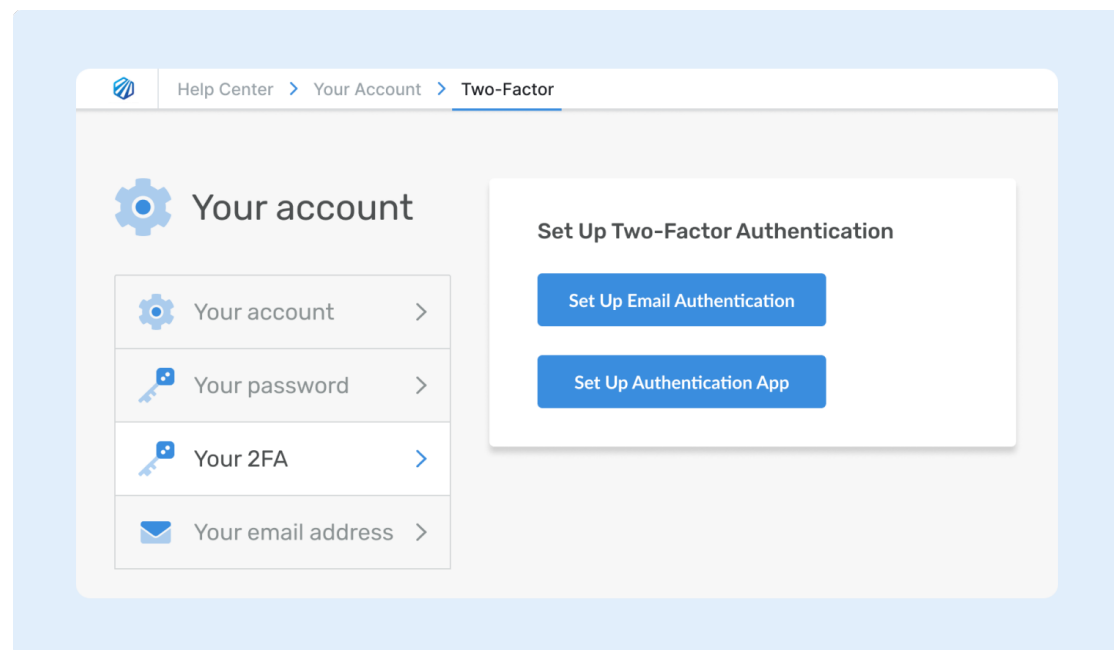 Help Center > Your Account > Two-Factor
Your account
Your account
Your password
Your 2FA
Your email address
Set Up Two-Factor Authentication
Set Up Email Authentication
Set Up Authentication App